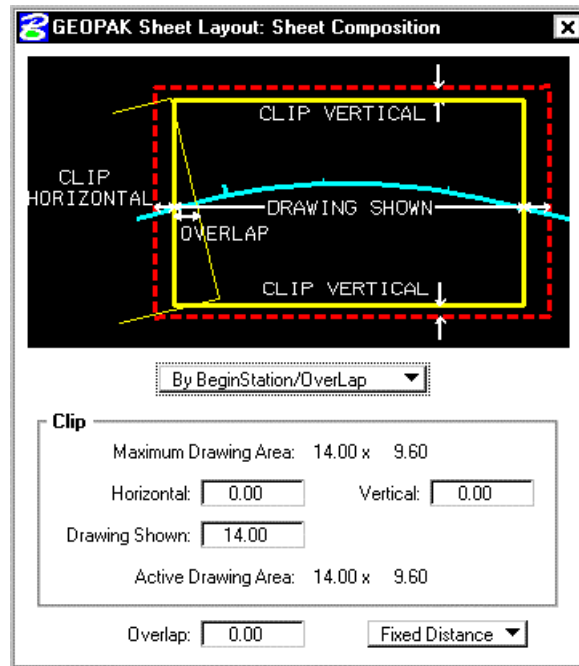 GEOPAK Sheet Layout: Sheet Composition
CLIP VERTICAL
CLIP
HORIZONTAL
DRAWING SHOWN
OVERLAP
CLIP VERTICAL
By BeginStation/OverLap
Clip
Maximum Drawing Area: 14.00 x 9.60
Horizontal: 0.00 Vertical: 0.00
Drawing Shown: 14.00
Active Drawing Area: 14.00 x 9.60
Overlap: 0.00 Fixed Distance